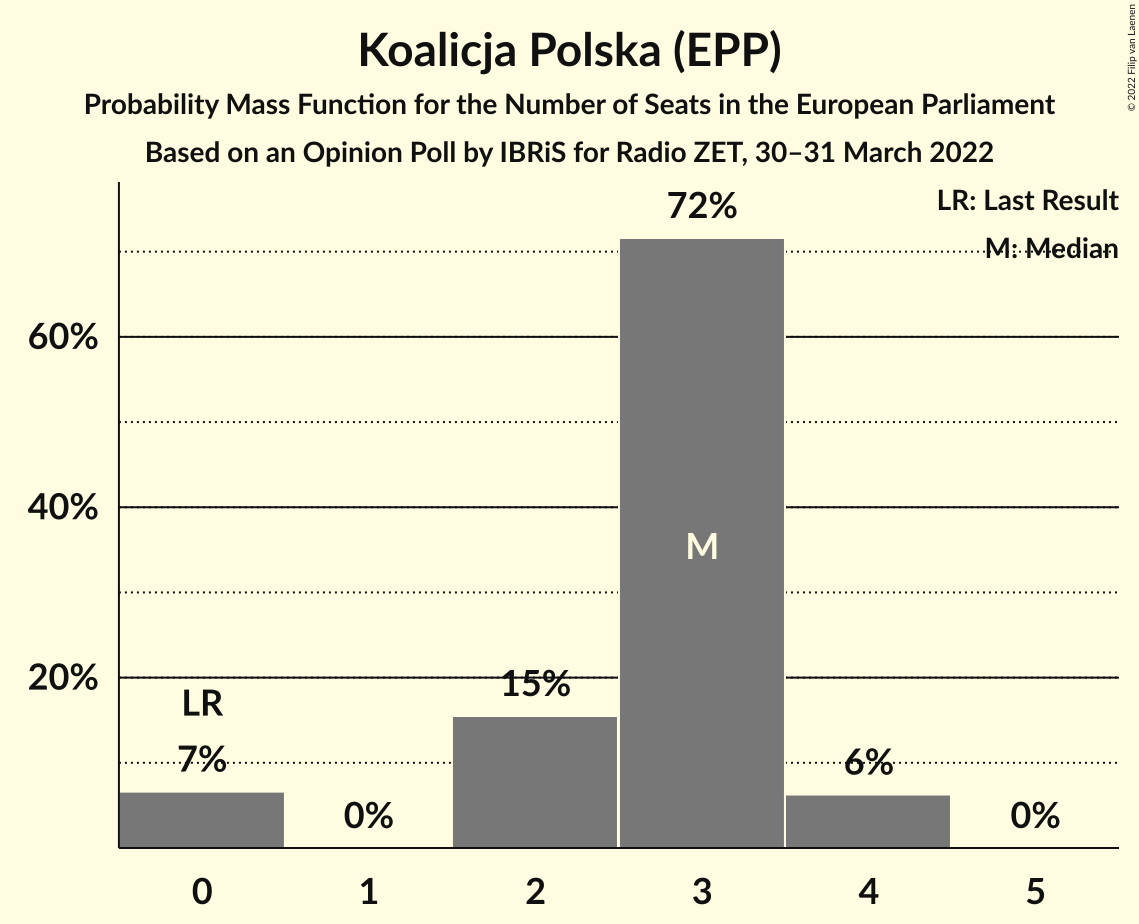 Koalicja Polska (EPP)
Probability Mass Function for the Number of Seats in the European Parliament
Based on an Opinion Poll by IBRiS for Radio ZET, 30–31 March 2022
© 2022 Filip van Laenen
LR: Last Result
M: Median
72%
60%
40%
M
20%
15%
LR
7%
6%
0%
0%
0 1 2 3 4 5